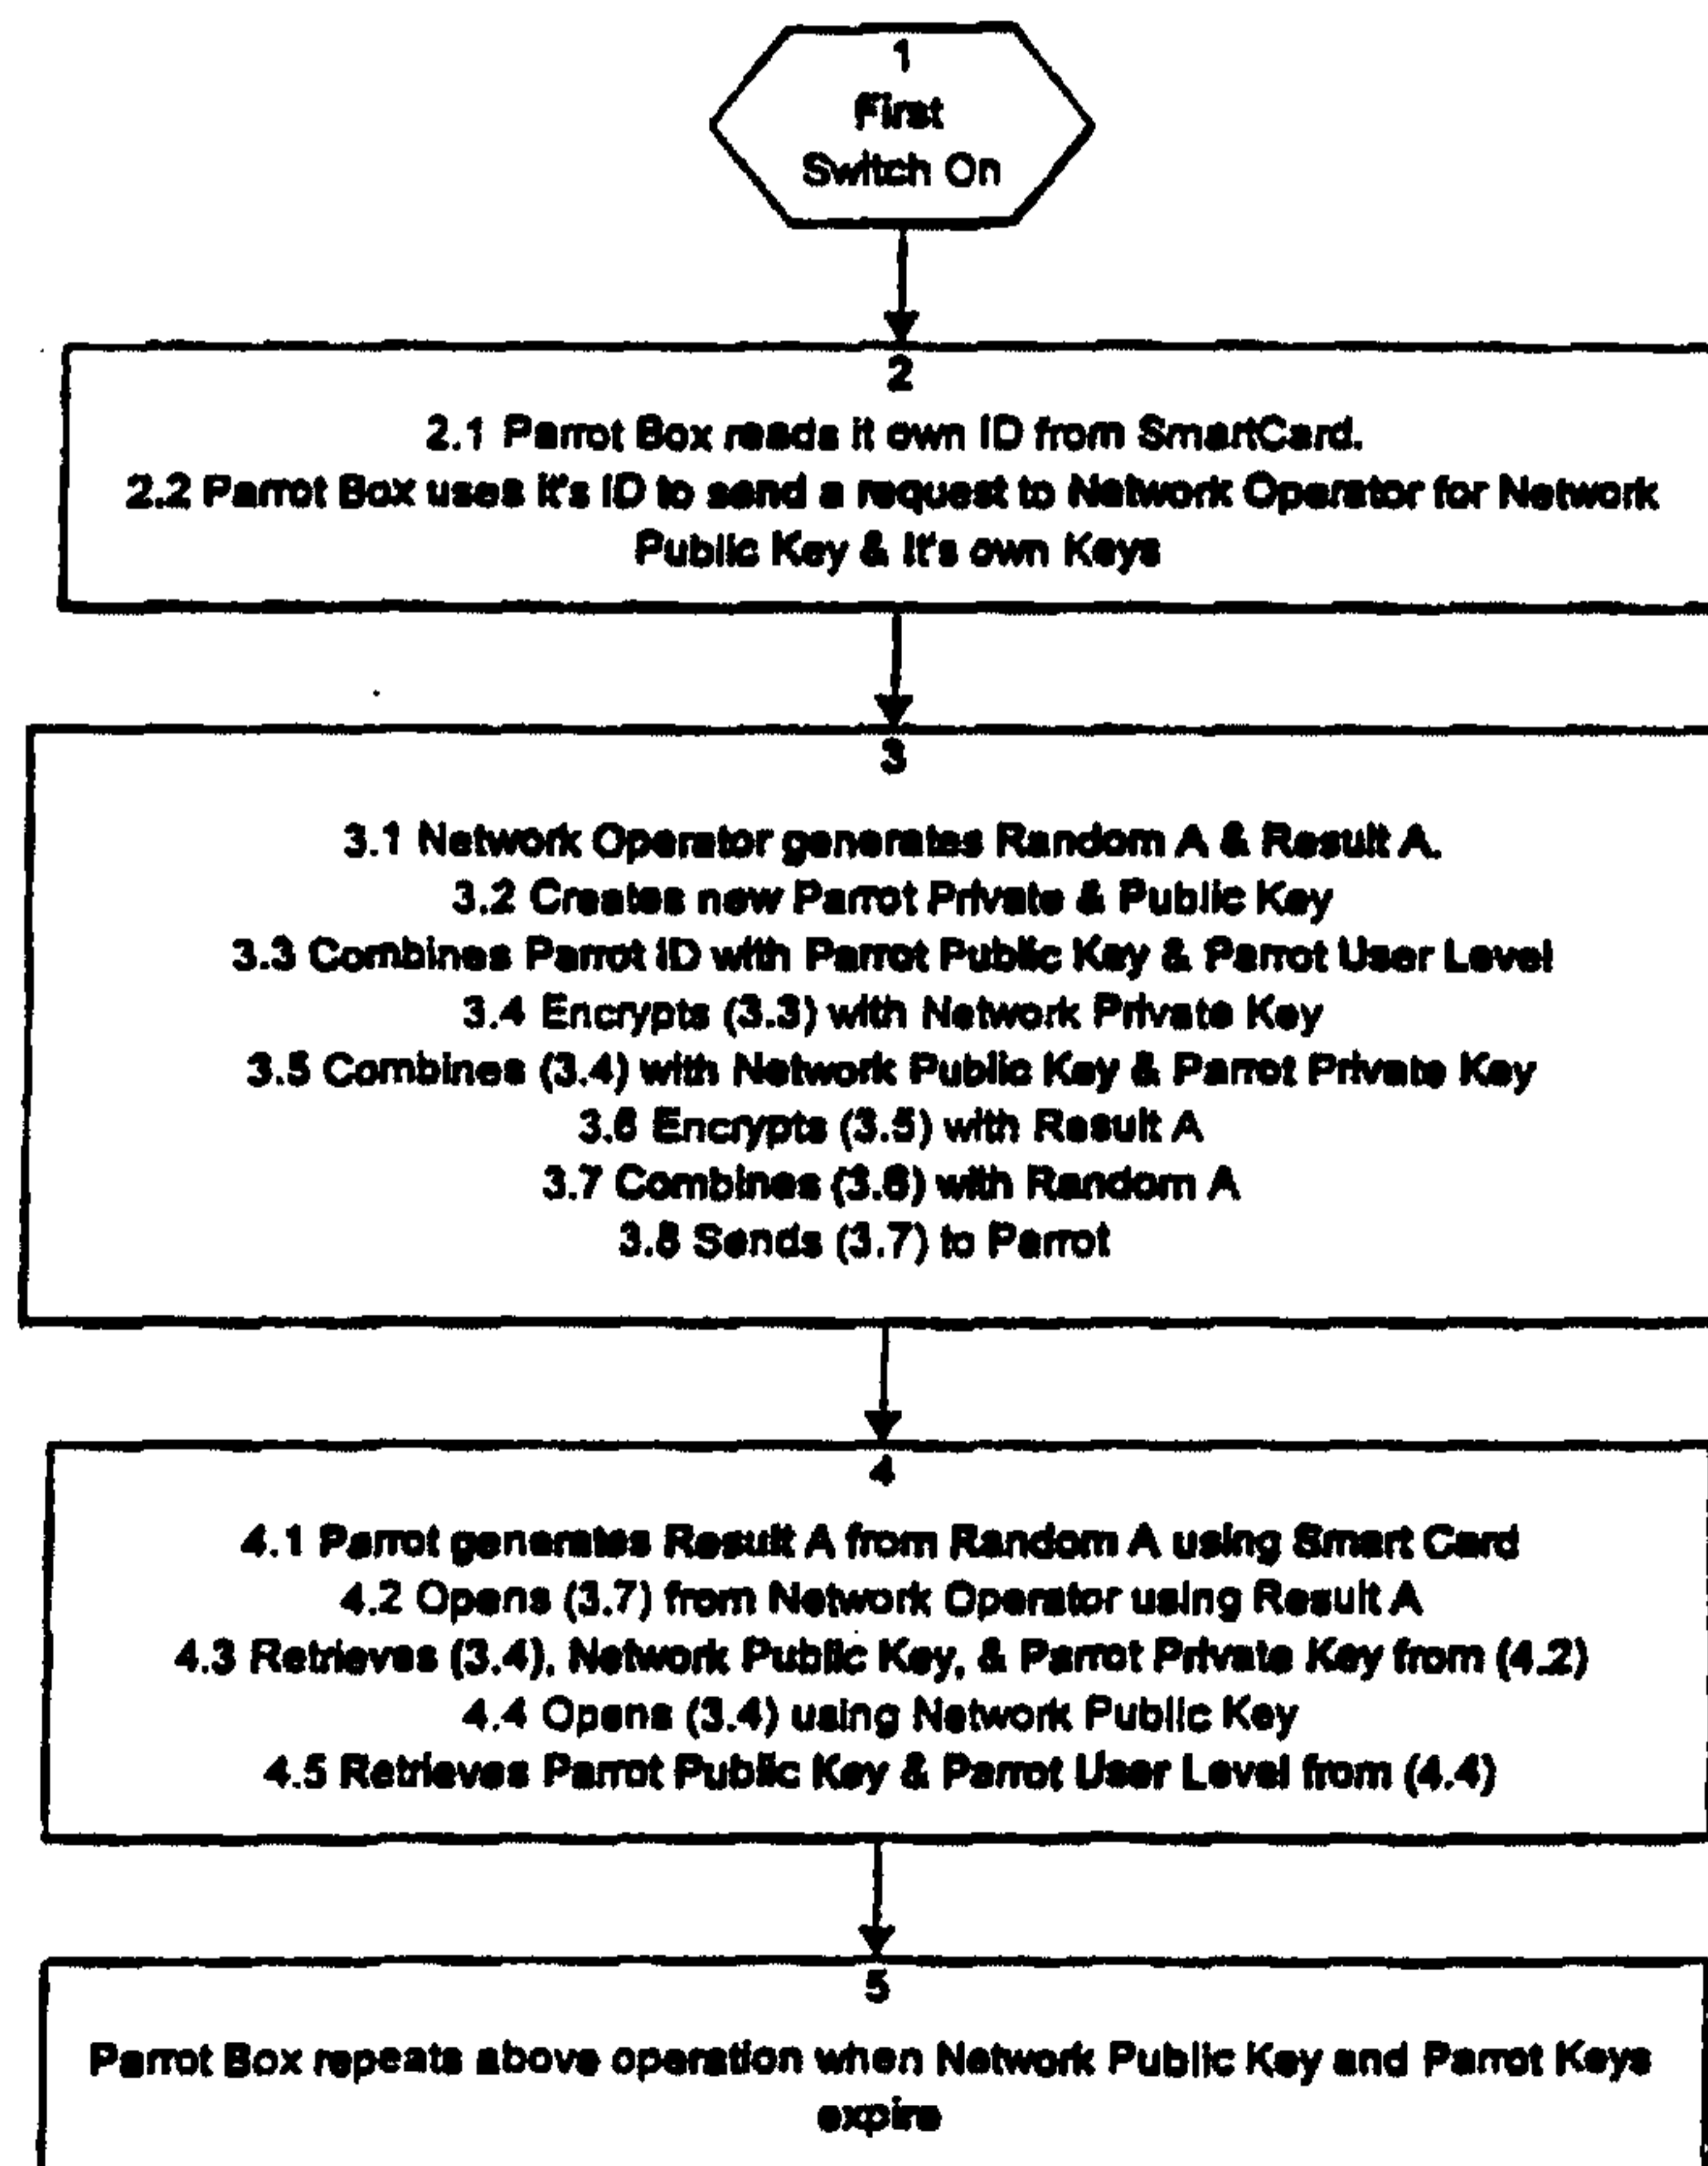 1
First
Switch On
2
2.1 Parrot Box reads it own ID from SmartCard.
2.2 Parrot Box uses it's ID to send a request to Network Operator for Network
Public Key & It's own Keys
3
3.1 Network Operator generates Random A & Result A.
3.2 Creates new Parrot Private & Public Key
3.3 Combines Parrot ID with Parrot Public Key & Parrot User Level
3.4 Encrypts (3.3) with Network Private Key
3.5 Combines (3.4) with Network Public Key & Parrot Private Key
3.6 Encrypts (3.5) with Result A
3.7 Combines (3.6) with Random A
3.8 Sends (3.7) to Parrot
4
4.1 Parrot generates Result A from Random A using Smart Card
4.2 Opens (3.7) from Network Operator using Result A
4.3 Retrieves (3.4), Network Public Key, & Parrot Private Key from (4.2)
4.4 Opens (3.4) using Network Public Key
4.5 Retrieves Parrot Public Key & Parrot User Level from (4.4)
5
Parrot Box repeats above operation when Network Public Key and Parrot Keys
expire